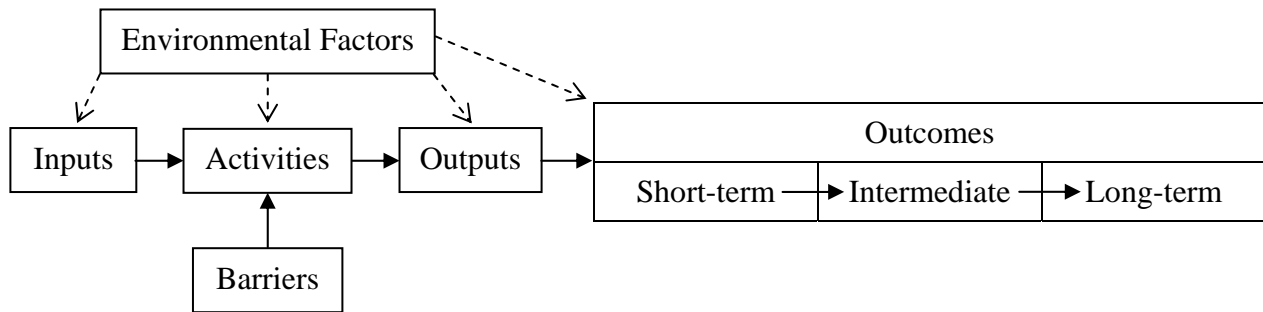 Environmental Factors
Inputs
Activities
Outputs
Outcomes
Short-term
Intermediate
Long-term
Barriers